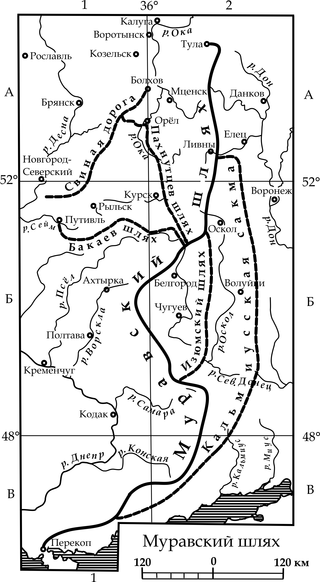 1 2
Калуга
Воротынск
р.Ока
Козельск
Тула
Рославль
р.Дон
А А
Болхов
Мценск
Данков
Брянск
Свиная дорога
Орёл
Пахнутцев шлях
р.Ока
р.Десна
Елец
Ливны
Новгород-
Северский
52° 52°
Воронеж
Курск
Рыльск
р.Сейм
Путивль
Бакаев шлях
Оскол
р.Дон
Муравский шлях
Кальмиусская сакма
Изюмский шлях
р.Псёл
Ахтырка
Белгород
Волуйки
Б Б
р.Ворскла
Чугуев
р.Оскол
Полтава
Кременчуг
р.Сев.Донец
р.Самара
Кодак
48° 48°
р.Днепр
р.Конская
р.Кальмиус
р.Миус
В В
Перекоп
1
Муравский шлях
120 0 120 км